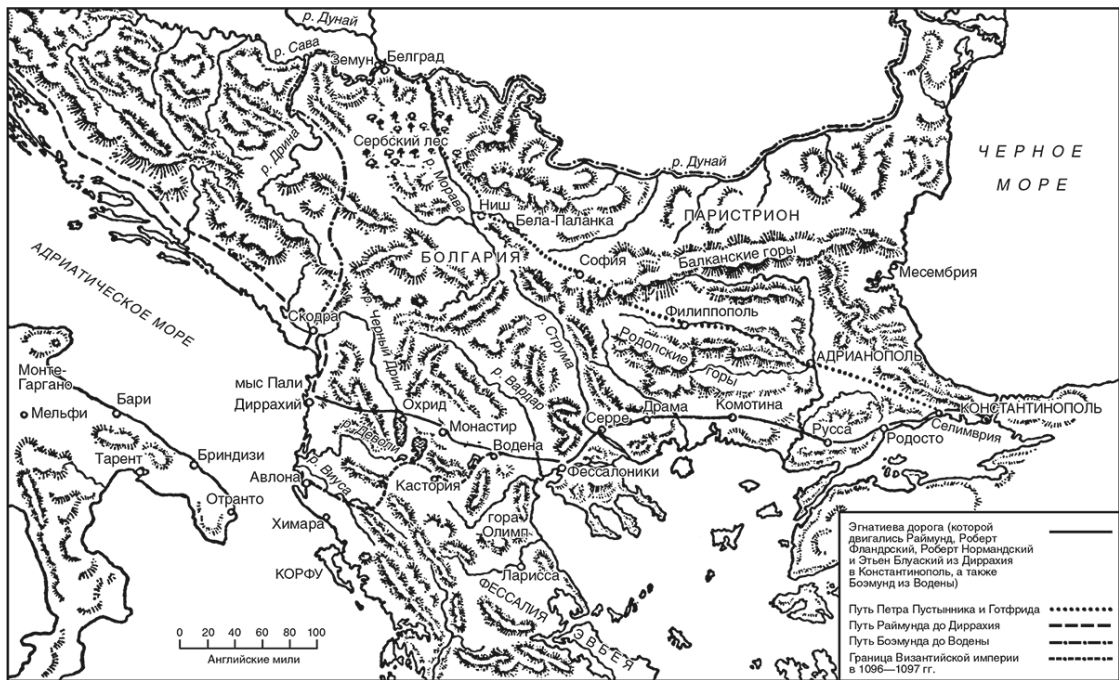 р. Дунай
р. Сава
Земун
Белград
Сербский лес
р. Дрина
р. Морава
р. Дунай
ЧЕРНОЕ
МОРЕ
Ниш
Бела-Паланка
ПАРИСТРИОН
БОЛГАРИЯ
София
Балканские горы
Месембрия
АДРИАТИЧЕСКОЕ МОРЕ
Скодра
р. Черный Дрин
р. Струма
Филиппополь
Родопские
горы
АДРИАНОПОЛЬ
Монте-
Гаргано
Мельфи
Бари
мыс Пали
Диррахий
Охрид
р. Вардар
Монастир
Серре
Драма
Комотина
КОНСТАНТИНОПОЛЬ
Селимврия
Русса
Родосто
р. Деволи
Водена
Фессалоники
Тарент
Бриндизи
Отранто
Авлона
р. Виуса
Кастория
Химара
гора
Олимп
КОРФУ
Ларисса
ФЕССАЛИЯ
ЭВБЕЯ
0 20 40 60 80 100
Английские мили
Эгнатиева дорога (которой
двигались Раймунд, Роберт
Фландрский, Роберт Нормандский
и Этьен Блуаский из Диррахия
в Константинополь, а также
Боэмунд из Водены)
Путь Петра Пустынника и Готфрида
Путь Раймунда до Диррахия
Путь Боэмунда до Водены
Граница Византийской империи
в 1096—1097 гг.